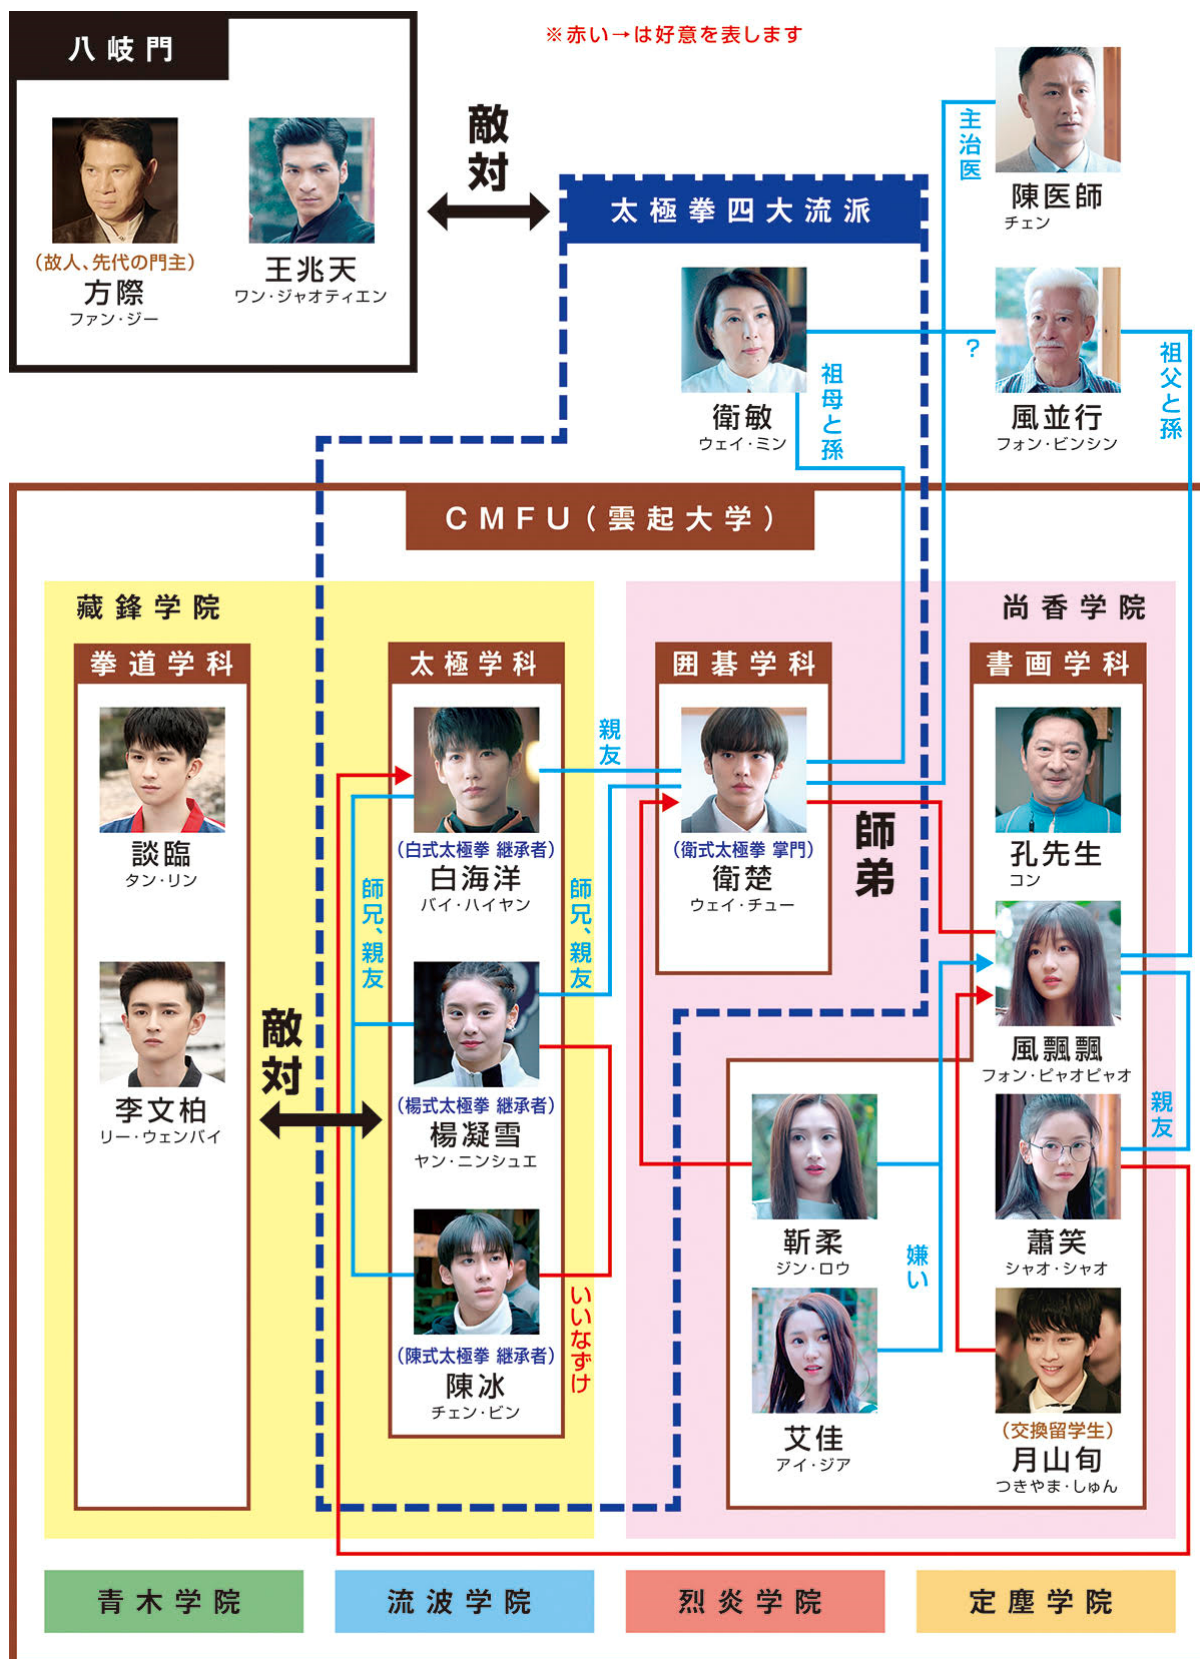 ※赤い→は好意を表します
八岐門
(故人、先代の門主)
方際
ファン・ジー
王兆天
ワン・ジャオティエン
敵対
太極拳四大流派
主治医
陳医師
チェン
衛敏
ウェイ・ミン
祖母と孫
?
風並行
フォン・ビンシン
祖父と孫
CMFU(雲起大学)
藏鋒学院
拳道学科
談臨
タン・リン
李文柏
リー・ウェンバイ
敵対
太極学科
(白式太極拳 継承者)
白海洋
バイ・ハイヤン
師兄、親友
師兄、親友
親友
(楊式太極拳 継承者)
楊凝雪
ヤン・ニンシュエ
(陳式太極拳 継承者)
陳冰
チェン・ビン
いいなずけ
尚香学院
囲碁学科
(衛式太極拳 掌門)
衛楚
ウェイ・チュー
師弟
書画学科
孔先生
コン
風飄飄
フォン・ピャオピャオ
親友
靳柔
ジン・ロウ
嫌い
蕭笑
シャオ・シャオ
艾佳
アイ・ジア
(交換留学生)
月山旬
つきやま・しゅん
青木学院
流波学院
烈炎学院
定塵学院